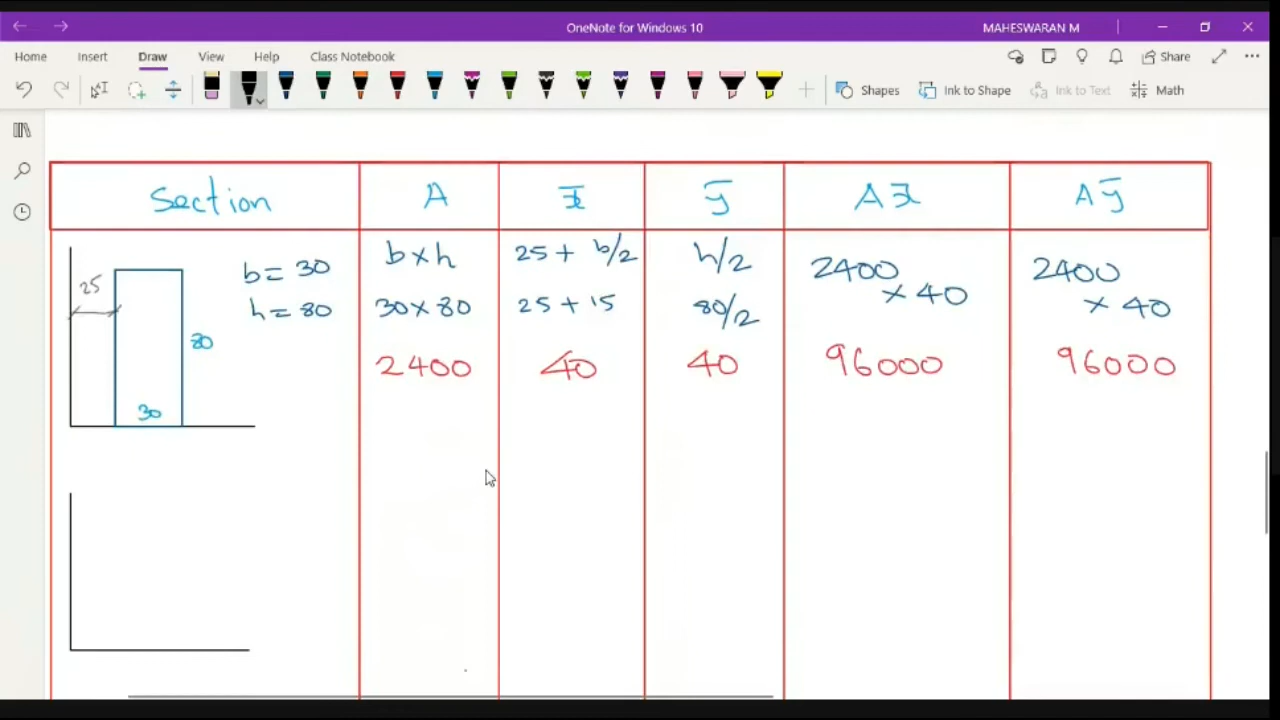 OneNote for Windows 10
MAHESWARAN M
Home Insert Draw View Help Class Notebook Share
Shapes Ink to Shape Ink to Text Math
Section A x̄ ȳ Ax̄ Aȳ
25 b = 30 b × h 25 + b/2 h/2 2400 × 40 2400 × 40
h = 80 30 × 80 25 + 15 80/2
80 2400 40 40 96000 96000
30